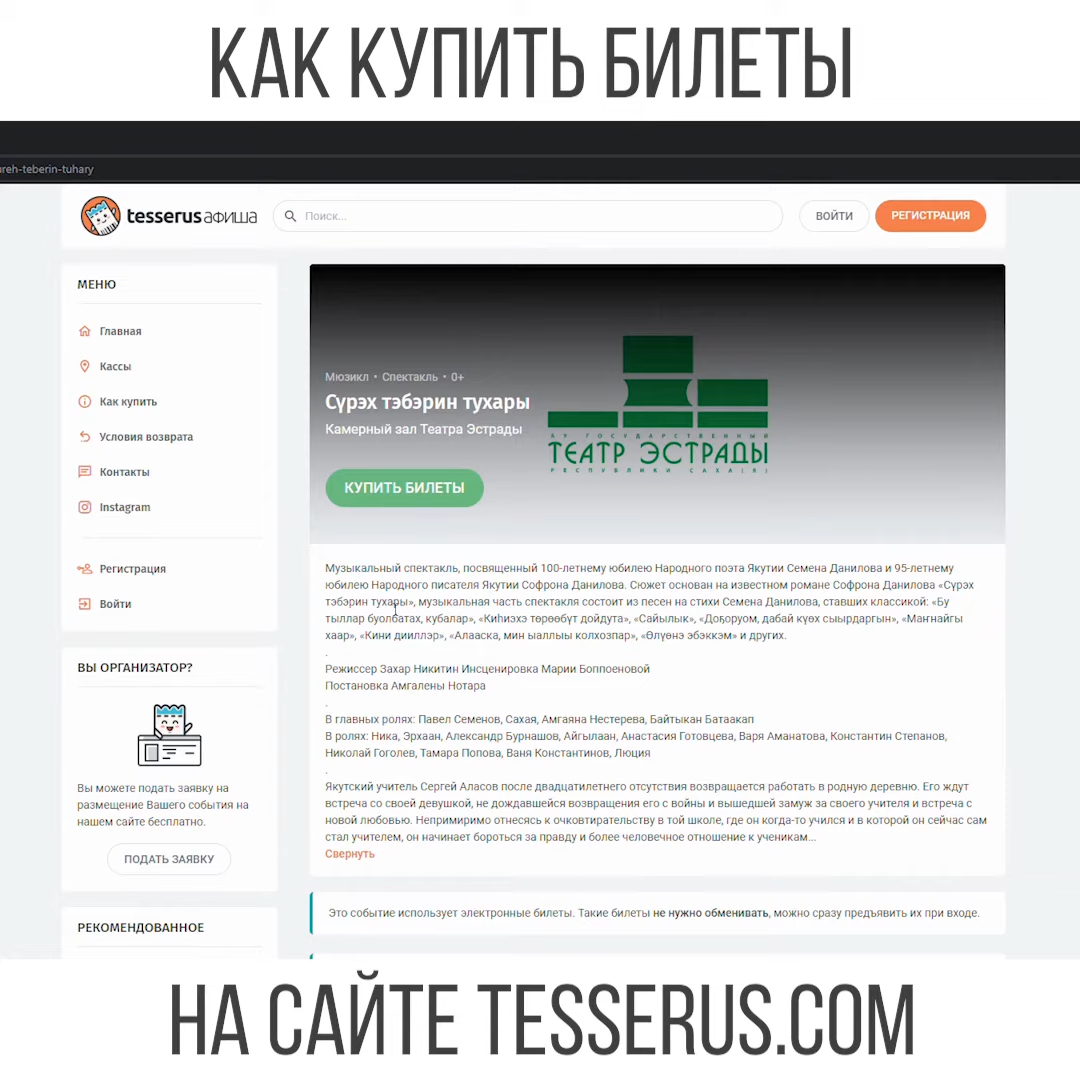 КАК КУПИТЬ БИЛЕТЫ
reh-teberin-tuhary
tesserus афиша
Поиск...
ВОЙТИ
РЕГИСТРАЦИЯ
МЕНЮ
Главная
Кассы
Как купить
Условия возврата
Контакты
Instagram
Регистрация
Войти
ВЫ ОРГАНИЗАТОР?
Вы можете подать заявку на
размещение Вашего события на
нашем сайте бесплатно.
ПОДАТЬ ЗАЯВКУ
РЕКОМЕНДОВАННОЕ
Мюзикл • Спектакль • 0+
Сүрэх тэбэрин тухары
Камерный зал Театра Эстрады
КУПИТЬ БИЛЕТЫ
АУ ГОСУДАРСТВЕННЫЙ
ТЕАТР ЭСТРАДЫ
РЕСПУБЛИКИ САХА (Я)
Музыкальный спектакль, посвященный 100-летнему юбилею Народного поэта Якутии Семена Данилова и 95-летнему
юбилею Народного писателя Якутии Софрона Данилова. Сюжет основан на известном романе Софрона Данилова «Сүрэх
тэбэрин тухары», музыкальная часть спектакля состоит из песен на стихи Семена Данилова, ставших классикой: «Бу
тыллар буолбатах, кубалар», «Киһиэхэ төрөөбүт дойдута», «Сайылык», «Доҕоруом, дабай күөх сыырдаргын», «Маҥнайгы
хаар», «Кини дииллэр», «Алааска, мин ыаллыы колхозпар», «Өлүөнэ эбэккэм» и других.
.
Режиссер Захар Никитин Инсценировка Марии Боппоеновой
Постановка Амгалены Нотара
.
В главных ролях: Павел Семенов, Сахая, Амгаяна Нестерева, Байтыкан Батаакап
В ролях: Ника, Эрхаан, Александр Бурнашов, Айгылаан, Анастасия Готовцева, Варя Аманатова, Константин Степанов,
Николай Гоголев, Тамара Попова, Ваня Константинов, Люция
.
Якутский учитель Сергей Аласов после двадцатилетнего отсутствия возвращается работать в родную деревню. Его ждут
встреча со своей девушкой, не дождавшейся возвращения его с войны и вышедшей замуж за своего учителя и встреча с
новой любовью. Непримиримо отнесясь к очковтирательству в той школе, где он когда-то учился и в которой он сейчас сам
стал учителем, он начинает бороться за правду и более человечное отношение к ученикам...
Свернуть
Это событие использует электронные билеты. Такие билеты не нужно обменивать, можно сразу предъявить их при входе.
НА САЙТЕ TESSERUS.COM